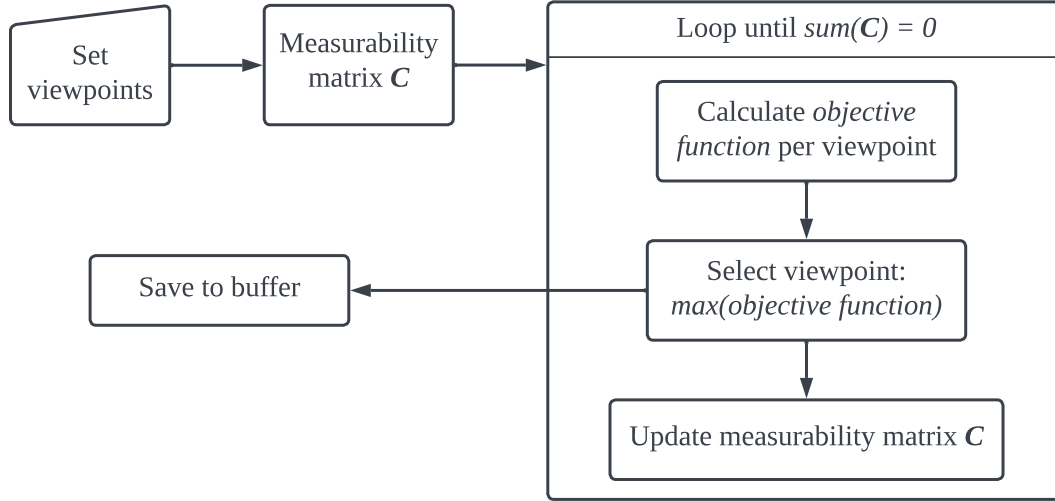 Set
viewpoints
Measurability
matrix C
Loop until sum(C) = 0
Calculate objective
function per viewpoint
Select viewpoint:
max(objective function)
Save to buffer
Update measurability matrix C